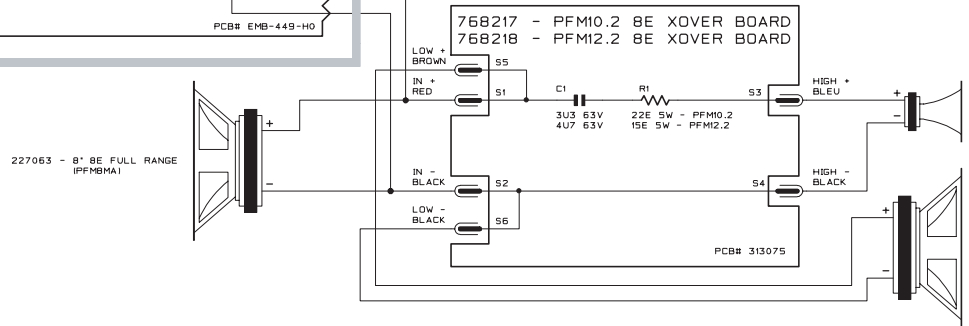 PCB# EMB-449-H0
768217 - PFM10.2 8E XOVER BOARD
768218 - PFM12.2 8E XOVER BOARD
LOW +
BROWN
S5
IN +
RED
S1
C1
3U3 63V
4U7 63V
R1
22E 5W - PFM10.2
15E 5W - PFM12.2
S3
HIGH +
BLEU
+
-
+
-
227063 - 8" 8E FULL RANGE
(PFM8MA)
IN -
BLACK
S2
LOW -
BLACK
S6
S4
HIGH -
BLACK
+
-
PCB# 313075